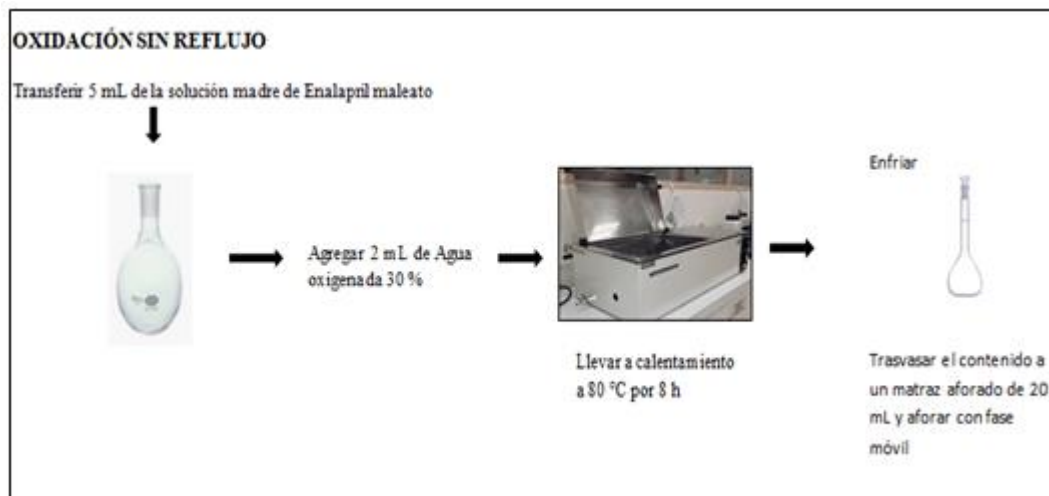 OXIDACIÓN SIN REFLUJO
Transferir 5 mL de la solución madre de Enalapril maleato
Agregar 2 mL de Agua
oxigenada 30 %
Llevar a calentamiento
a 80 °C por 8 h
Enfriar
Trasvasar el contenido a
un matraz aforado de 20
mL y aforar con fase
móvil